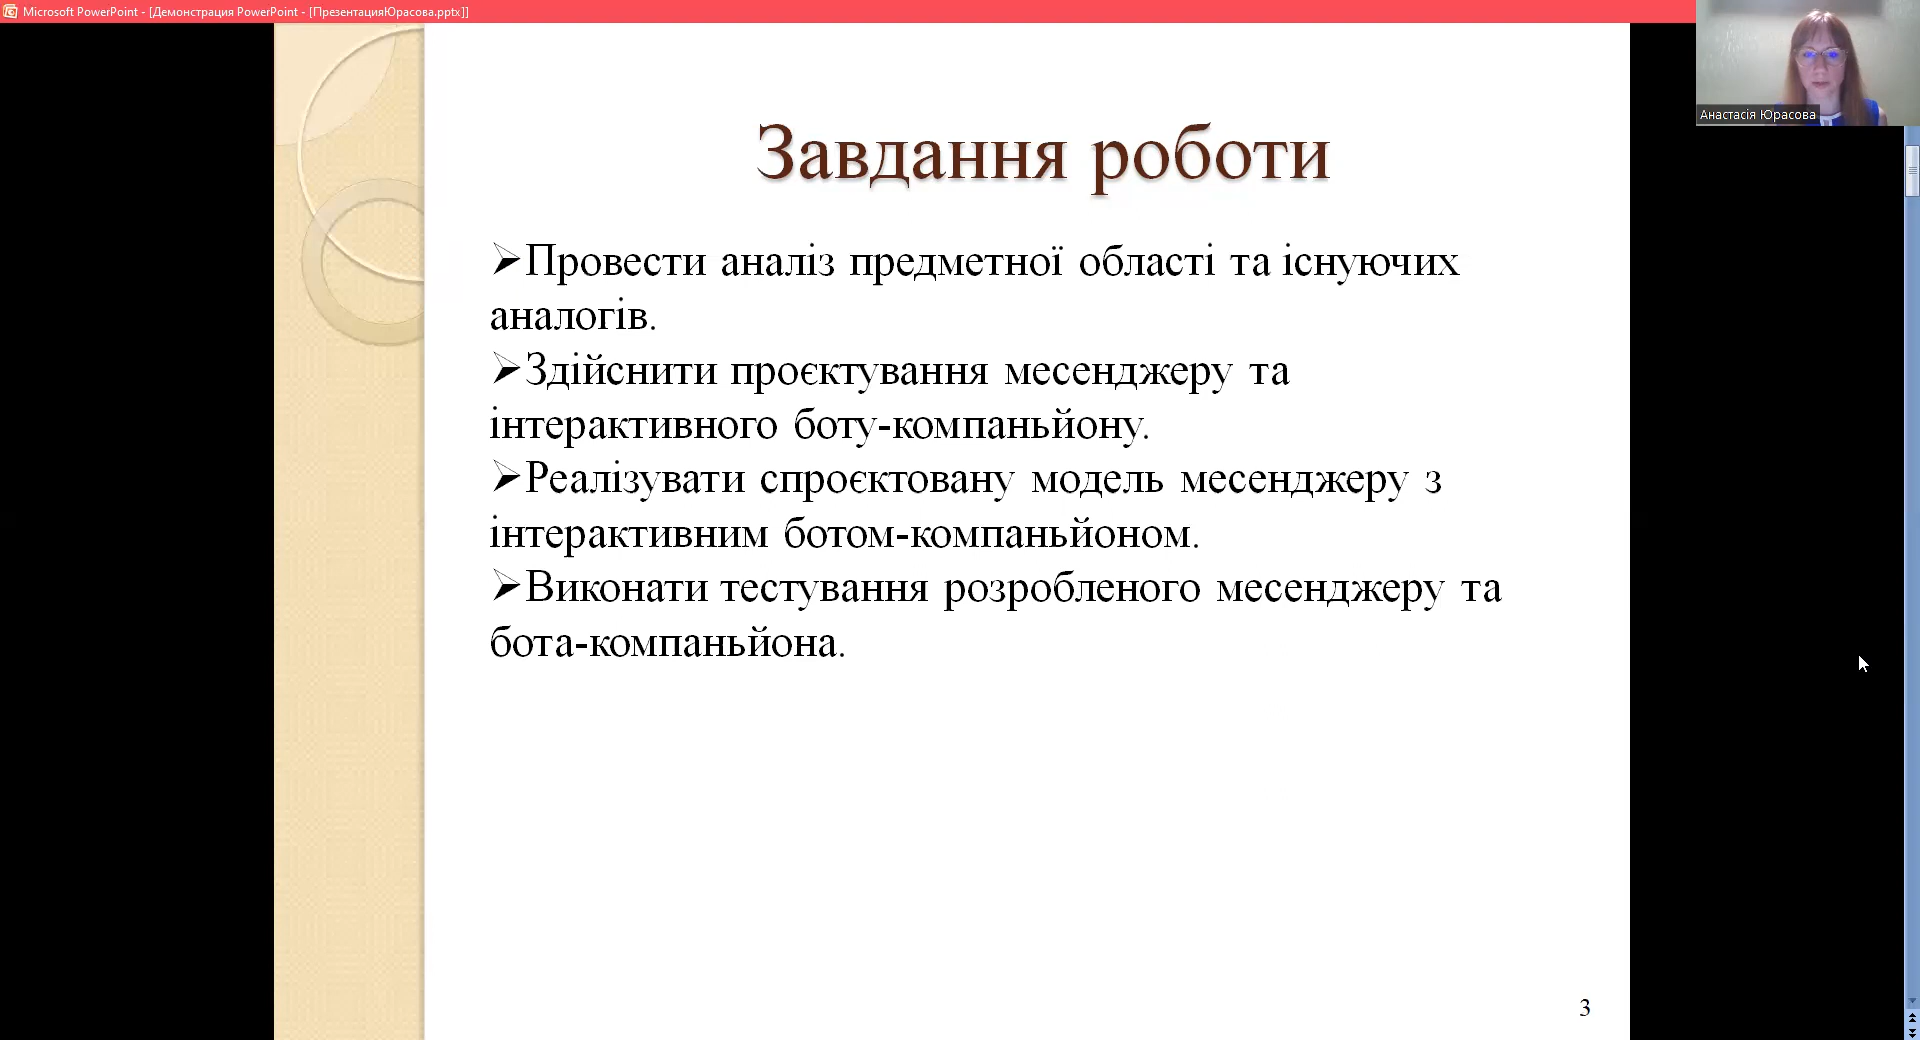 Microsoft PowerPoint - [Демонстрация PowerPoint - [ПрезентацияЮрасова.pptx]]
Анастасія Юрасова
Завдання роботи
➢Провести аналіз предметної області та існуючих
аналогів.
➢Здійснити проєктування месенджеру та
інтерактивного боту-компаньйону.
➢Реалізувати спроєктовану модель месенджеру з
інтерактивним ботом-компаньйоном.
➢Виконати тестування розробленого месенджеру та
бота-компаньйона.
3